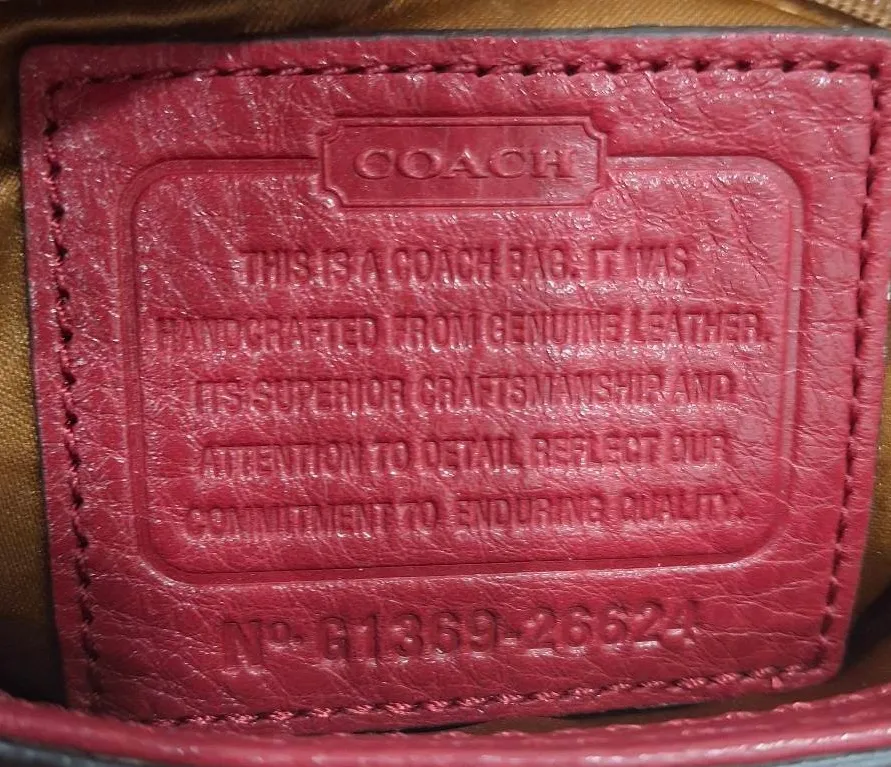 COACH
THIS IS A COACH BAG. IT WAS
HANDCRAFTED FROM GENUINE LEATHER.
ITS SUPERIOR CRAFTSMANSHIP AND
ATTENTION TO DETAIL REFLECT OUR
COMMITMENT TO ENDURING QUALITY.
Nº G1369-26624